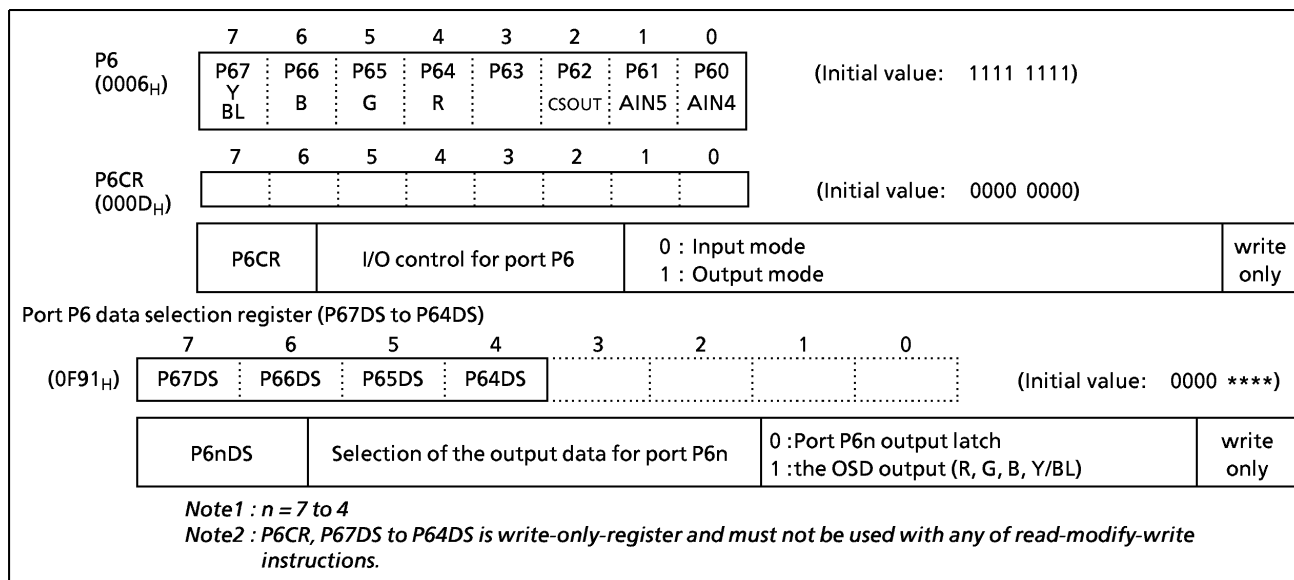 7 6 5 4 3 2 1 0
P6 (0006H) P67 P66 P65 P64 P63 P62 P61 P60 (Initial value: 1111 1111)
Y BL B G R CSOUT AIN5 AIN4
7 6 5 4 3 2 1 0
P6CR (000DH) (Initial value: 0000 0000)
P6CR I/O control for port P6 0 : Input mode write
1 : Output mode only
Port P6 data selection register (P67DS to P64DS)
7 6 5 4 3 2 1 0
(0F91H) P67DS P66DS P65DS P64DS (Initial value: 0000 ****)
P6nDS Selection of the output data for port P6n 0 :Port P6n output latch write
1 :the OSD output (R, G, B, Y/BL) only
Note1 : n = 7 to 4
Note2 : P6CR, P67DS to P64DS is write-only-register and must not be used with any of read-modify-write
instructions.